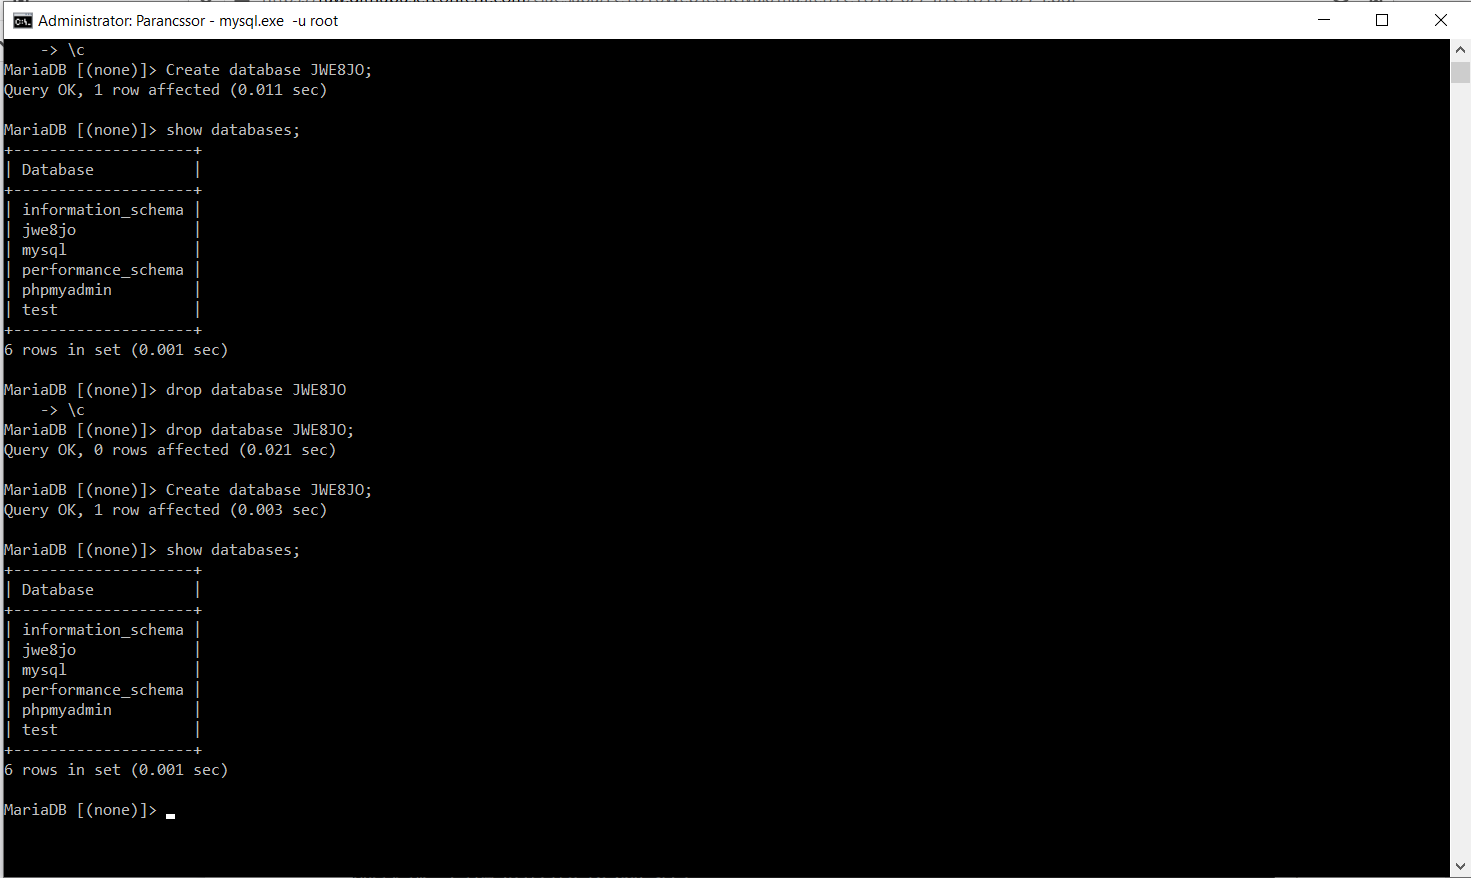 Administrator: Parancssor - mysql.exe  -u root
    -> \c
MariaDB [(none)]> Create database JWE8JO;
Query OK, 1 row affected (0.011 sec)

MariaDB [(none)]> show databases;
+--------------------+
| Database           |
+--------------------+
| information_schema |
| jwe8jo             |
| mysql              |
| performance_schema |
| phpmyadmin         |
| test               |
+--------------------+
6 rows in set (0.001 sec)

MariaDB [(none)]> drop database JWE8JO
    -> \c
MariaDB [(none)]> drop database JWE8JO;
Query OK, 0 rows affected (0.021 sec)

MariaDB [(none)]> Create database JWE8JO;
Query OK, 1 row affected (0.003 sec)

MariaDB [(none)]> show databases;
+--------------------+
| Database           |
+--------------------+
| information_schema |
| jwe8jo             |
| mysql              |
| performance_schema |
| phpmyadmin         |
| test               |
+--------------------+
6 rows in set (0.001 sec)

MariaDB [(none)]>